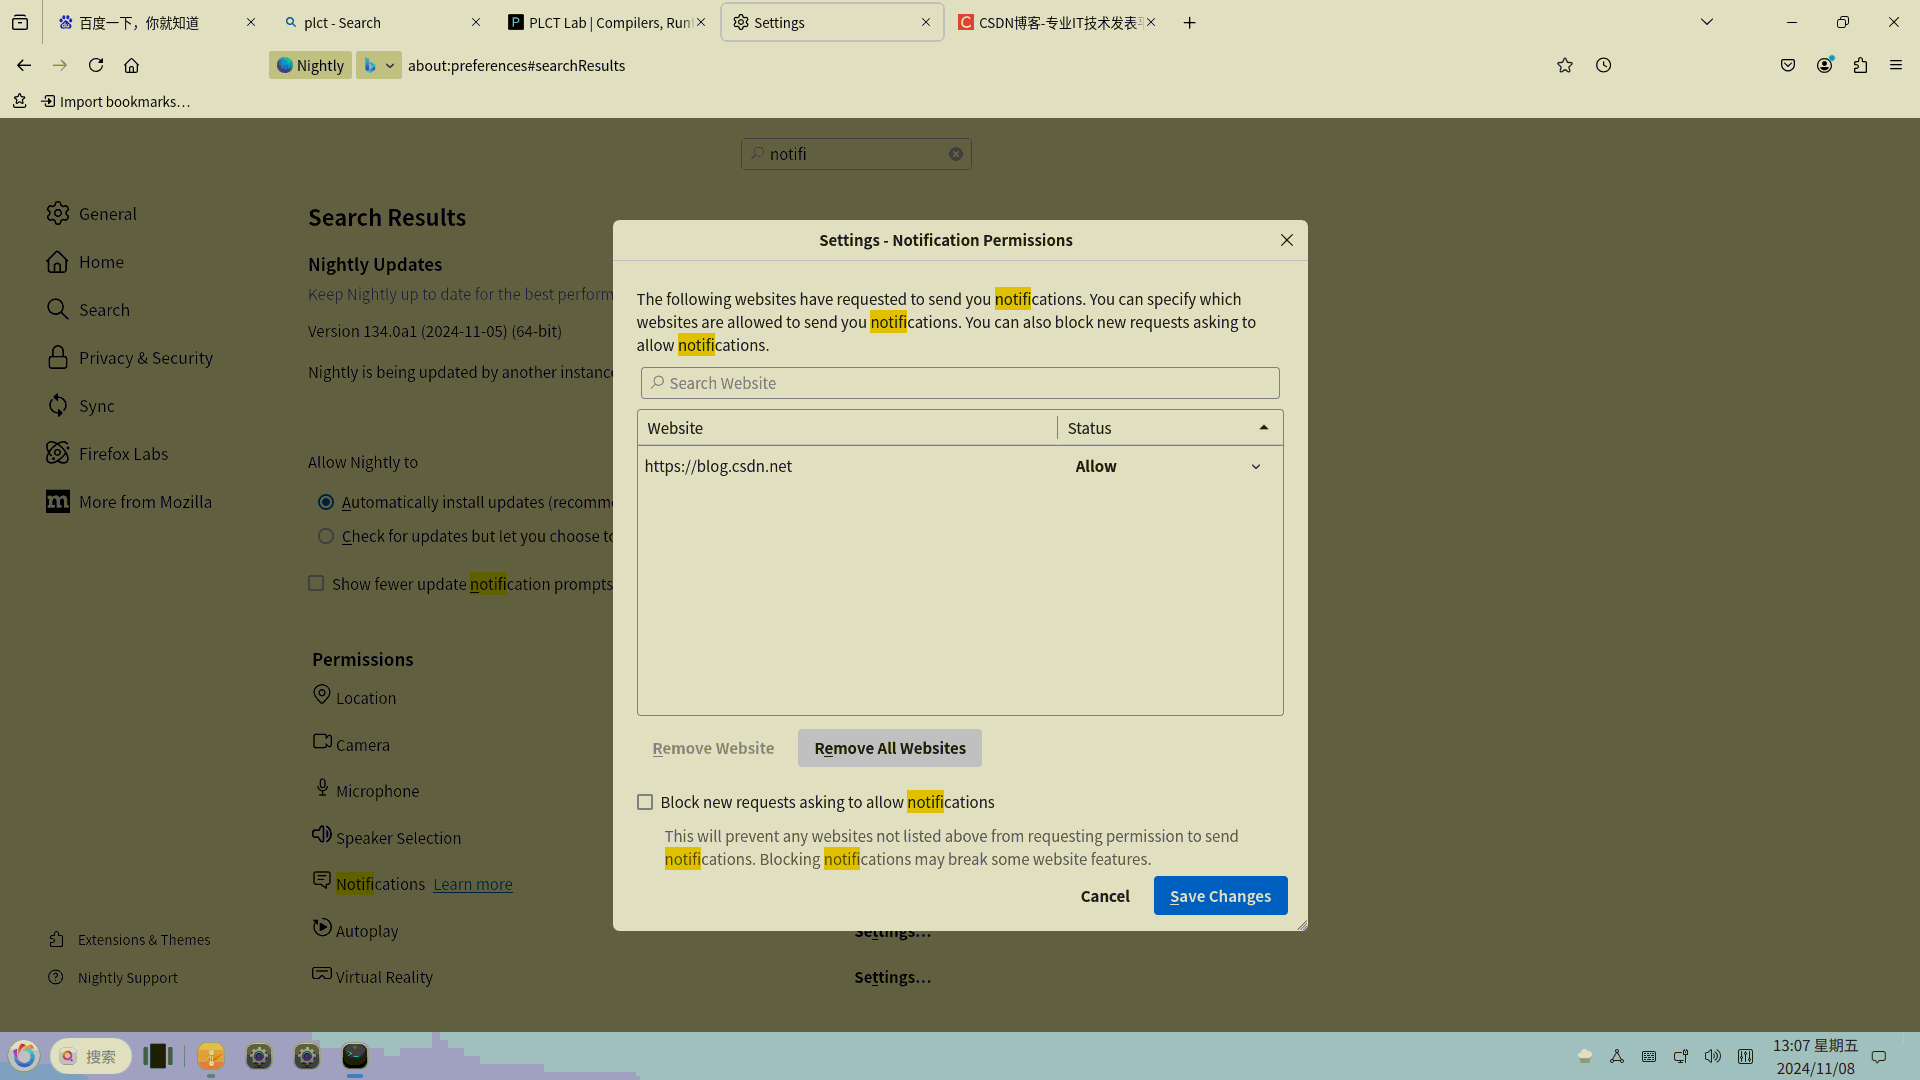 百度一下，你就知道
plct - Search
PLCT Lab | Compilers, Run
Settings
CSDN博客-专业IT技术发表
Nightly
about:preferences#searchResults
Import bookmarks…
notifi
General
Home
Search
Privacy & Security
Sync
Firefox Labs
More from Mozilla
Extensions & Themes
Nightly Support
Search Results
Nightly Updates
Keep Nightly up to date for the best perform
Version 134.0a1 (2024-11-05) (64-bit)
Nightly is being updated by another instance
Allow Nightly to
Automatically install updates (recomm
Check for updates but let you choose to
Show fewer update notification prompts
Permissions
Location
Camera
Microphone
Speaker Selection
Notifications Learn more
Autoplay
Settings…
Virtual Reality
Settings…
Settings - Notification Permissions
The following websites have requested to send you notifications. You can specify which
websites are allowed to send you notifications. You can also block new requests asking to
allow notifications.
Search Website
Website
Status
https://blog.csdn.net
Allow
Remove Website
Remove All Websites
Block new requests asking to allow notifications
This will prevent any websites not listed above from requesting permission to send
notifications. Blocking notifications may break some website features.
Cancel
Save Changes
搜索
13:07 星期五
2024/11/08